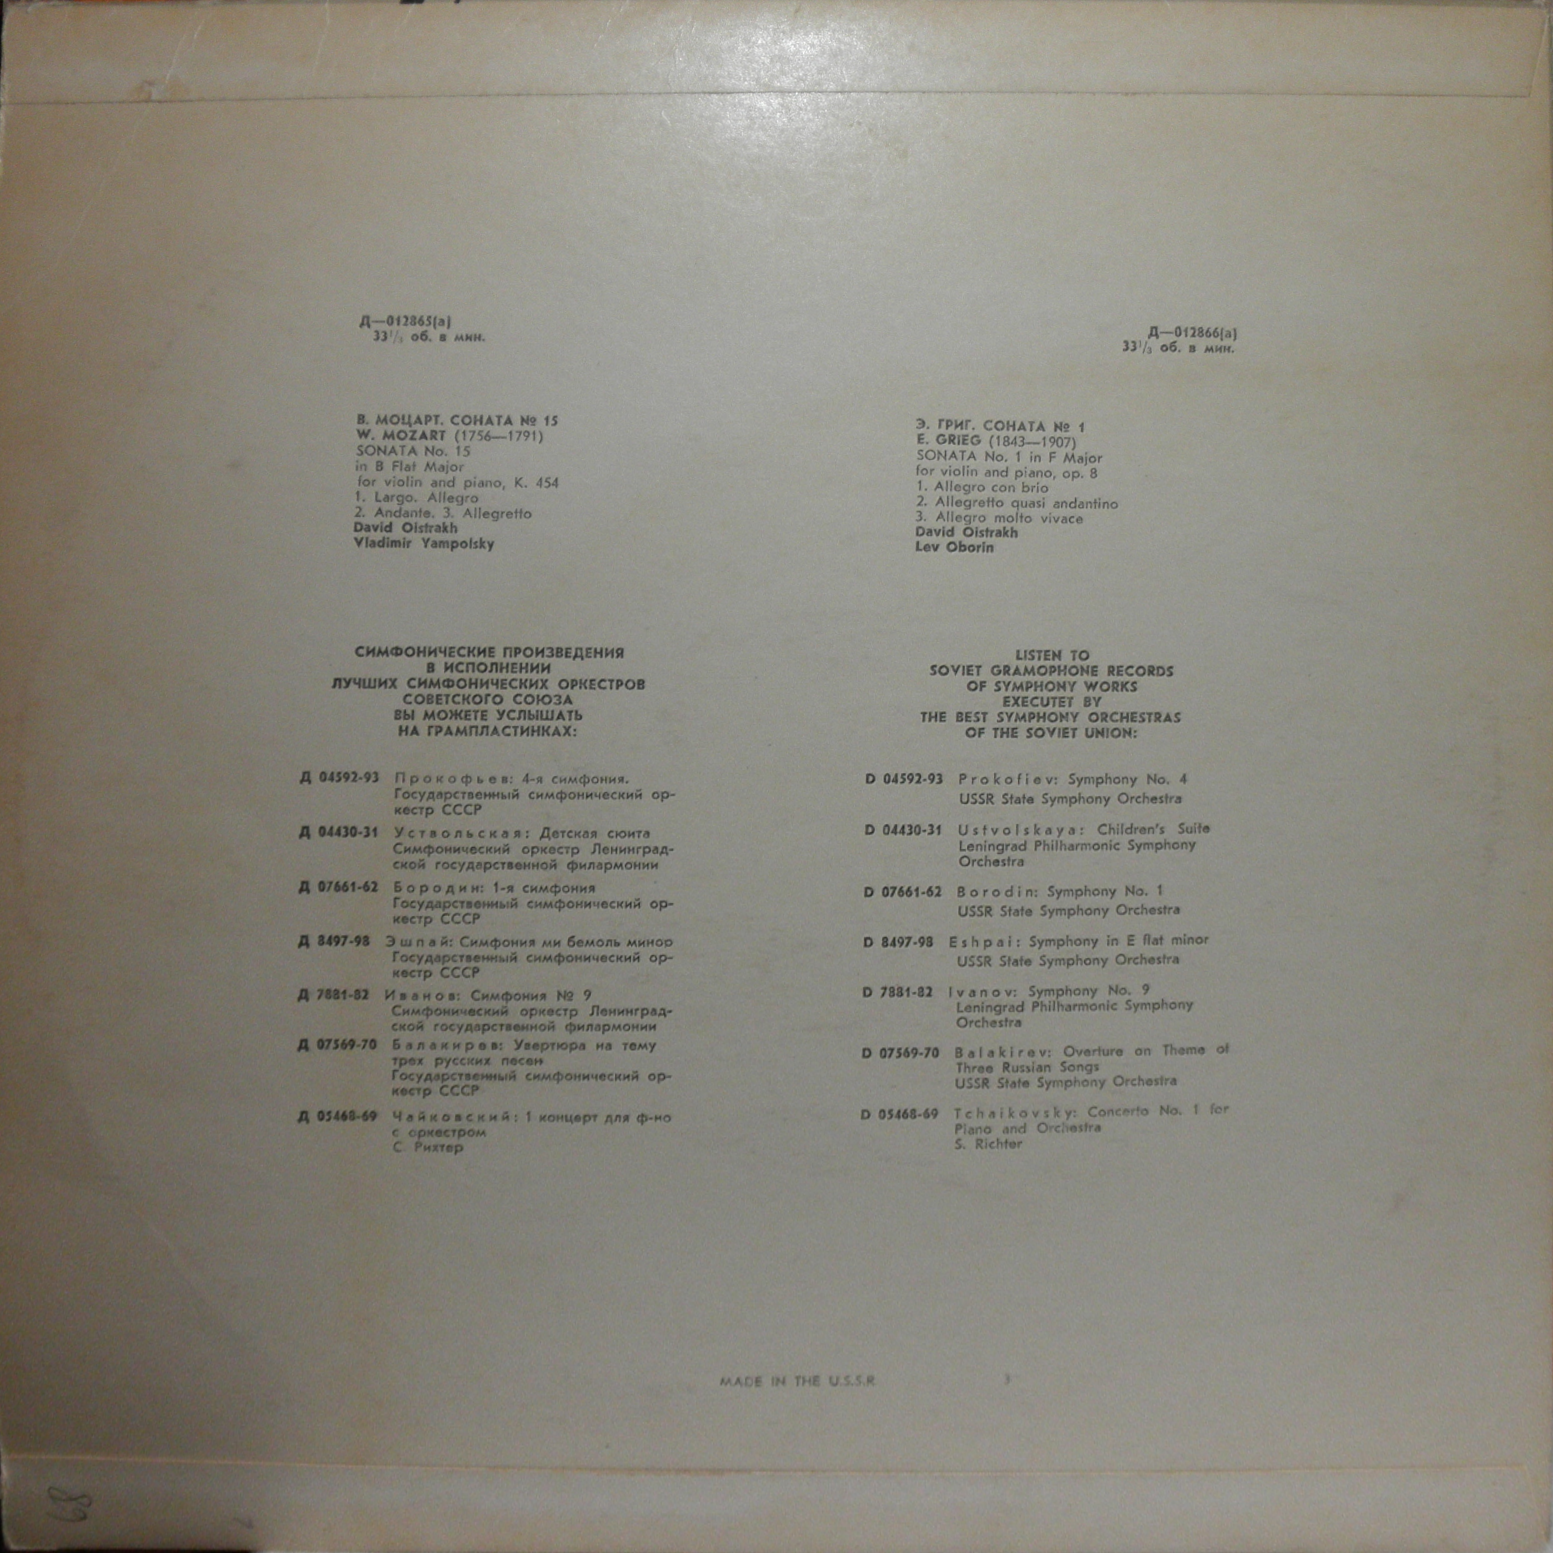 Д—012865(а)
33 1/3 об. в мин.
В. МОЦАРТ. СОНАТА № 15
W. MOZART (1756—1791)
SONATA No. 15
in B Flat Major
for violin and piano, K. 454
1. Largo. Allegro
2. Andante. 3. Allegretto
David Oistrakh
Vladimir Yampolsky
Д—012866(а)
33 1/3 об. в мин.
Э. ГРИГ. СОНАТА № 1
E. GRIEG (1843—1907)
SONATA No. 1 in F Major
for violin and piano, op. 8
1. Allegro con brio
2. Allegretto quasi andantino
3. Allegro molto vivace
David Oistrakh
Lev Oborin
СИМФОНИЧЕСКИЕ ПРОИЗВЕДЕНИЯ
В ИСПОЛНЕНИИ
ЛУЧШИХ СИМФОНИЧЕСКИХ ОРКЕСТРОВ
СОВЕТСКОГО СОЮЗА
ВЫ МОЖЕТЕ УСЛЫШАТЬ
НА ГРАМПЛАСТИНКАХ:
Д 04592-93 Прокофьев: 4-я симфония.
Государственный симфонический ор-
кестр СССР
Д 04430-31 Уствольская: Детская сюита
Симфонический оркестр Ленинград-
ской государственной филармонии
Д 07661-62 Бородин: 1-я симфония
Государственный симфонический ор-
кестр СССР
Д 8497-98 Эшпай: Симфония ми бемоль минор
Государственный симфонический ор-
кестр СССР
Д 7881-82 Иванов: Симфония № 9
Симфонический оркестр Ленинград-
ской государственной филармонии
Д 07569-70 Балакирев: Увертюра на тему
трех русских песен
Государственный симфонический ор-
кестр СССР
Д 05468-69 Чайковский: 1 концерт для ф-но
с оркестром
С. Рихтер
LISTEN TO
SOVIET GRAMOPHONE RECORDS
OF SYMPHONY WORKS
EXECUTET BY
THE BEST SYMPHONY ORCHESTRAS
OF THE SOVIET UNION:
D 04592-93 Prokofiev: Symphony No. 4
USSR State Symphony Orchestra
D 04430-31 Ustvolskaya: Children's Suite
Leningrad Philharmonic Symphony
Orchestra
D 07661-62 Borodin: Symphony No. 1
USSR State Symphony Orchestra
D 8497-98 Eshpai: Symphony in E flat minor
USSR State Symphony Orchestra
D 7881-82 Ivanov: Symphony No. 9
Leningrad Philharmonic Symphony
Orchestra
D 07569-70 Balakirev: Overture on Theme of
Three Russian Songs
USSR State Symphony Orchestra
D 05468-69 Tchaikovsky: Concerto No. 1 for
Piano and Orchestra
S. Richter
MADE IN THE U.S.S.R